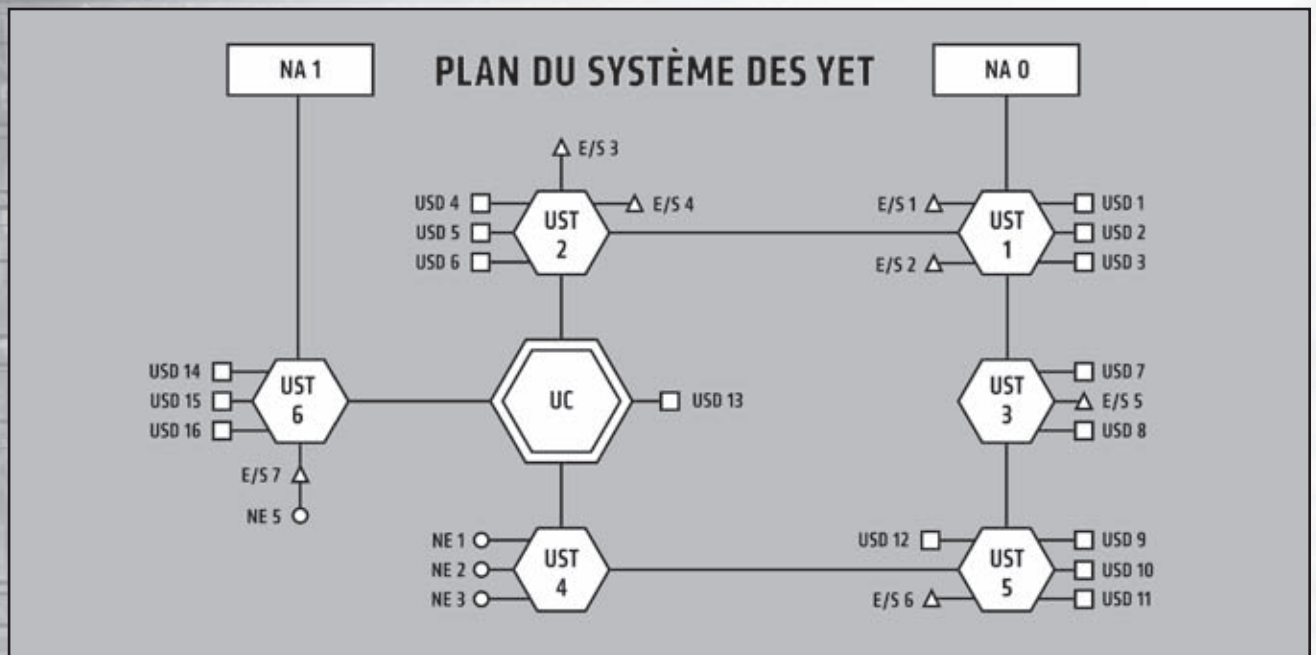 NA 1
PLAN DU SYSTÈME DES YET
NA 0
E/S 3
USD 4
E/S 4
E/S 1
USD 1
UST
2
USD 5
UST
1
USD 2
USD 6
E/S 2
USD 3
USD 14
UST
6
USD 15
USD 16
UC
USD 13
UST
3
USD 7
E/S 5
USD 8
E/S 7
NE 5
NE 1
UST
4
NE 2
NE 3
USD 12
UST
5
USD 9
USD 10
E/S 6
USD 11